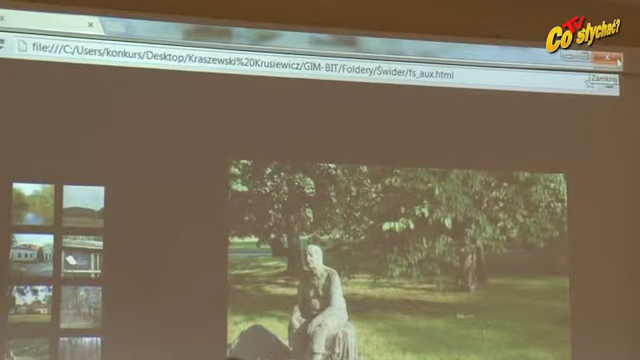 Co TV słychać?
file:///C:/Users/konkurs/Desktop/Kraszewski%20Krusiewicz/GIM-BIT/Foldery/Świder/fs_aux.html
Zamknij